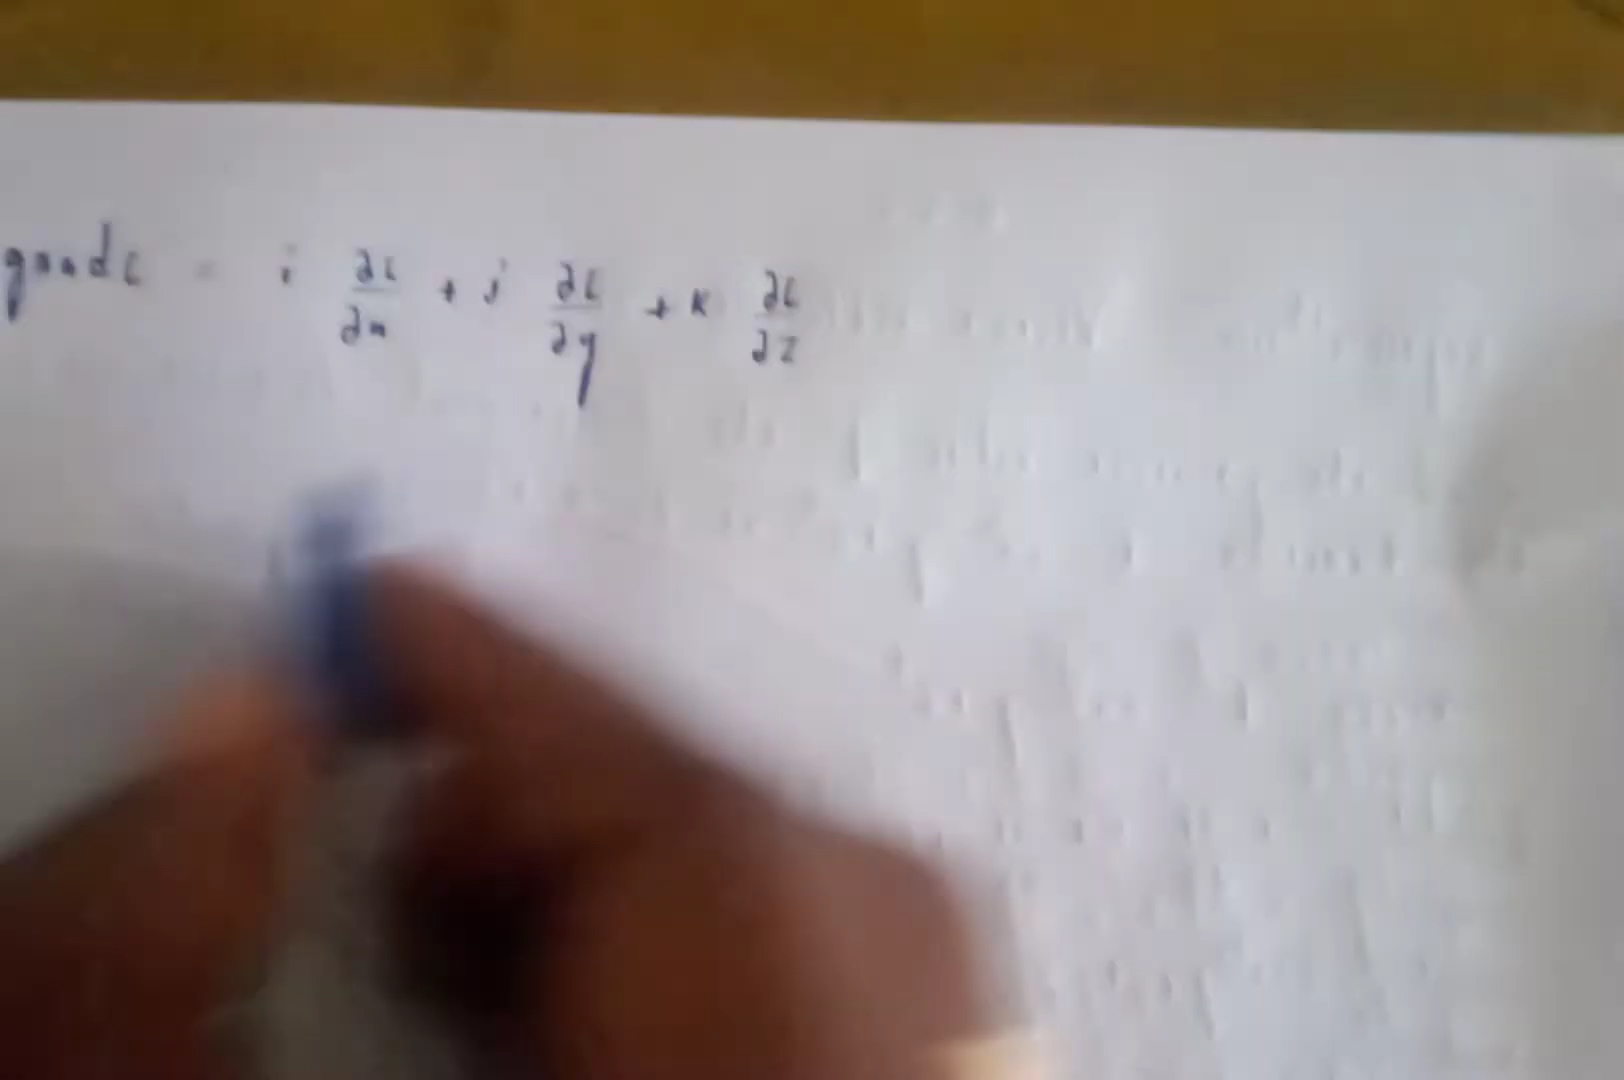 grad c = i ∂c/∂x + j ∂c/∂y + k ∂c/∂z